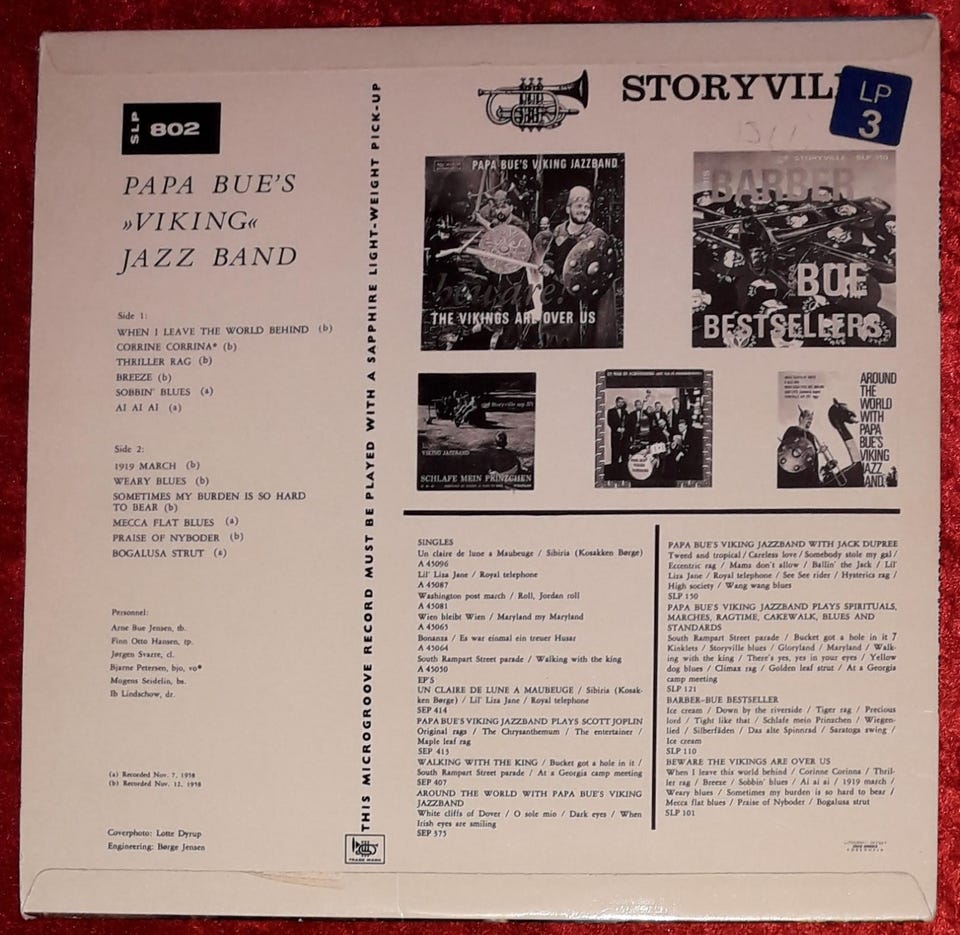 SLP 802
PAPA BUE'S
»VIKING«
JAZZ BAND
Side 1:
WHEN I LEAVE THE WORLD BEHIND (b)
CORRINE CORRINA* (b)
THRILLER RAG (b)
BREEZE (b)
SOBBIN' BLUES (a)
AI AI AI (a)
Side 2:
1919 MARCH (b)
WEARY BLUES (b)
SOMETIMES MY BURDEN IS SO HARD
TO BEAR (b)
MECCA FLAT BLUES (a)
PRAISE OF NYBODER (b)
BOGALUSA STRUT (a)
Personnel:
Arne Bue Jensen, tb.
Finn Otto Hansen, tp.
Jørgen Svarre, cl.
Bjarne Petersen, bjo, vo*
Mogens Seidelin, bs.
Ib Lindschow, dr.
(a) Recorded Nov. 7, 1958
(b) Recorded Nov. 12, 1958
Coverphoto: Lotte Dyrup
Engineering: Børge Jensen
THIS MICROGROOVE RECORD MUST BE PLAYED WITH A SAPPHIRE LIGHT-WEIGHT PICK-UP
TRADE MARK
STORYVIL
LP
3
PAPA BUE'S VIKING JAZZBAND
beware!
THE VIKINGS ARE OVER US
STORYVILLE SLP 110
BARBER
BUE
BESTSELLERS
VIKING JAZZBAND
SCHLAFE MEIN PRINZCHEN
AROUND
THE
WORLD
WITH
PAPA
BUE'S
VIKING
JAZZ
BAND.
SINGLES
Un claire de lune a Maubeuge / Sibiria (Kosakken Børge)
A 45096
Lil' Liza Jane / Royal telephone
A 45087
Washington post march / Roll, Jordan roll
A 45081
Wien bleibt Wien / Maryland my Maryland
A 45065
Bonanza / Es war einmal ein treuer Husar
A 45064
South Rampart Street parade / Walking with the king
A 45050
EP'S
UN CLAIRE DE LUNE A MAUBEUGE / Sibiria (Kosak-
ken Børge) / Lil' Liza Jane / Royal telephone
SEP 414
PAPA BUE'S VIKING JAZZBAND PLAYS SCOTT JOPLIN
Original rags / The Chrysanthemum / The entertainer /
Maple leaf rag
SEP 413
WALKING WITH THE KING / Bucket got a hole in it /
South Rampart Street parade / At a Georgia camp meeting
SEP 407
AROUND THE WORLD WITH PAPA BUE'S VIKING
JAZZBAND
White cliffs of Dover / O sole mio / Dark eyes / When
Irish eyes are smiling
SEP 375
PAPA BUE'S VIKING JAZZBAND WITH JACK DUPREE
Tweed and tropical / Careless love / Somebody stole my gal /
Eccentric rag / Mama don't allow / Ballin' the Jack / Lil'
Liza Jane / Royal telephone / See See rider / Hysterics rag /
High society / Wang wang blues
SLP 150
PAPA BUE'S VIKING JAZZBAND PLAYS SPIRITUALS,
MARCHES, RAGTIME, CAKEWALK, BLUES AND
STANDARDS
South Rampart Street parade / Bucket got a hole in it 7
Kinklets / Storyville blues / Gloryland / Maryland / Walk-
ing with the king / There's yes, yes in your eyes / Yellow
dog blues / Climax rag / Golden leaf strut / At a Georgia
camp meeting
SLP 121
BARBER-BUE BESTSELLER
Ice cream / Down by the riverside / Tiger rag / Precious
lord / Tight like that / Schlafe mein Prinzchen / Wiegen-
lied / Silberfäden / Das alte Spinnrad / Saratoga swing /
Ice cream
SLP 110
BEWARE THE VIKINGS ARE OVER US
When I leave this world behind / Corinne Corinna / Thril-
ler rag / Breeze / Sobbin' blues / Ai ai ai / 1919 march /
Weary blues / Sometimes my burden is so hard to bear /
Mecca flat blues / Praise of Nyboder / Bogalusa strut
SLP 101